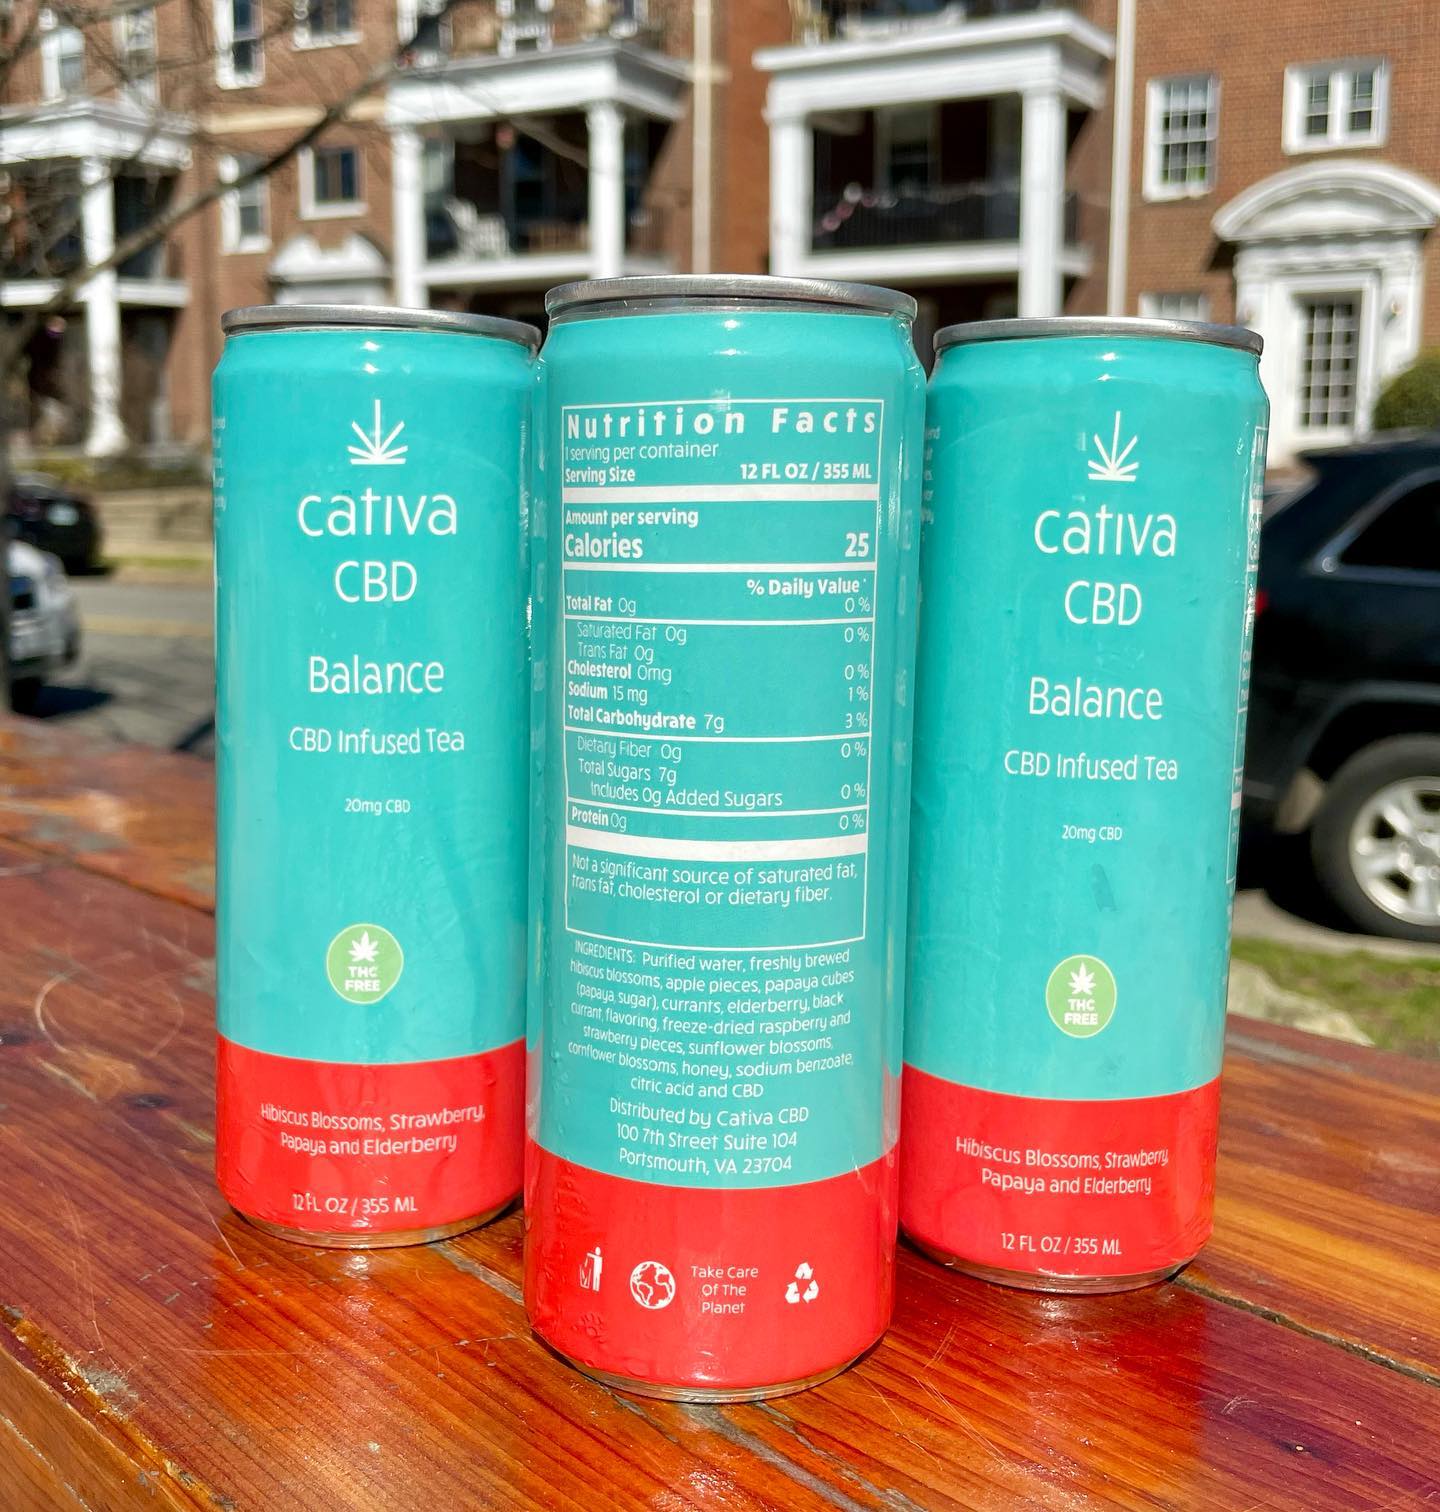 cativa
CBD
Balance
CBD Infused Tea
20mg CBD
THC
FREE
Hibiscus Blossoms, Strawberry,
Papaya and Elderberry
12 FL OZ / 355 ML
Nutrition Facts
1 serving per container
Serving Size 12 FL OZ / 355 ML
Amount per serving
Calories 25
% Daily Value*
Total Fat 0g 0 %
Saturated Fat 0g 0 %
Trans Fat 0g
Cholesterol 0mg 0 %
Sodium 15 mg 1 %
Total Carbohydrate 7g 3 %
Dietary Fiber 0g 0 %
Total Sugars 7g
Includes 0g Added Sugars 0 %
Protein 0g 0 %
Not a significant source of saturated fat,
trans fat, cholesterol or dietary fiber.
INGREDIENTS: Purified water, freshly brewed
hibiscus blossoms, apple pieces, papaya cubes
(papaya, sugar), currants, elderberry, black
currant, flavoring, freeze-dried raspberry and
strawberry pieces, sunflower blossoms,
cornflower blossoms, honey, sodium benzoate,
citric acid and CBD
Distributed by Cativa CBD
100 7th Street Suite 104
Portsmouth, VA 23704
Take Care
Of The
Planet
cativa
CBD
Balance
CBD Infused Tea
20mg CBD
THC
FREE
Hibiscus Blossoms, Strawberry,
Papaya and Elderberry
12 FL OZ / 355 ML